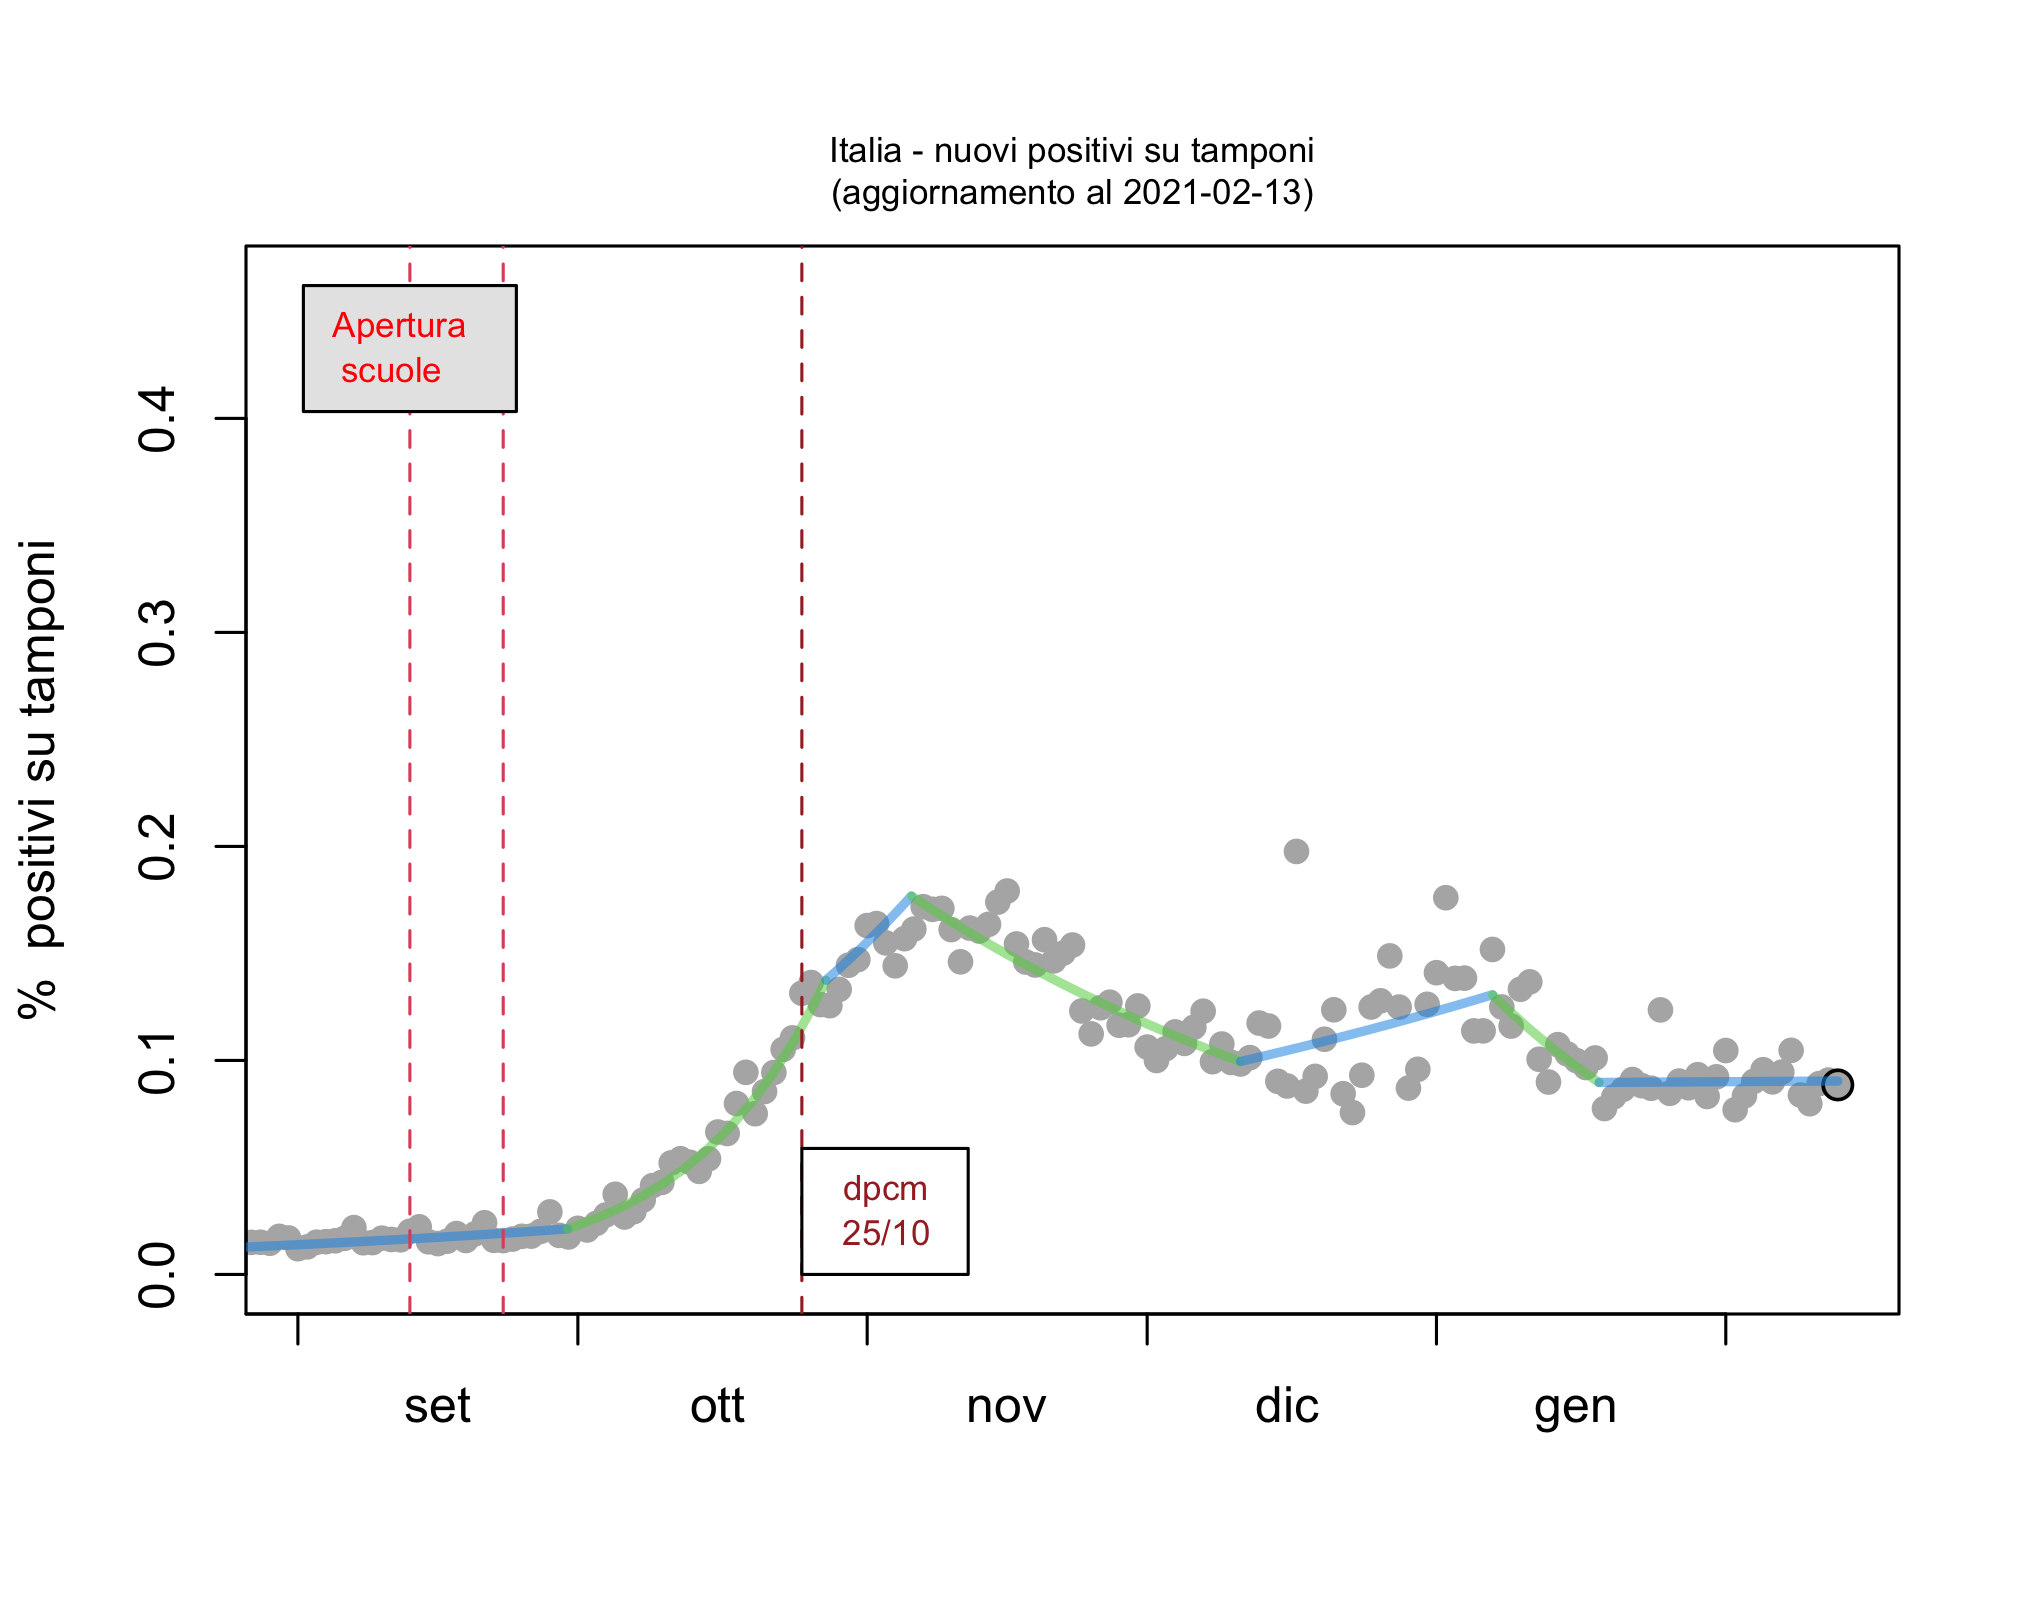 Italia - nuovi positivi su tamponi
(aggiornamento al 2021-02-13)
Apertura
scuole
% positivi su tamponi
0.4
0.3
0.2
0.1
0.0
dpcm
25/10
set ott nov dic gen